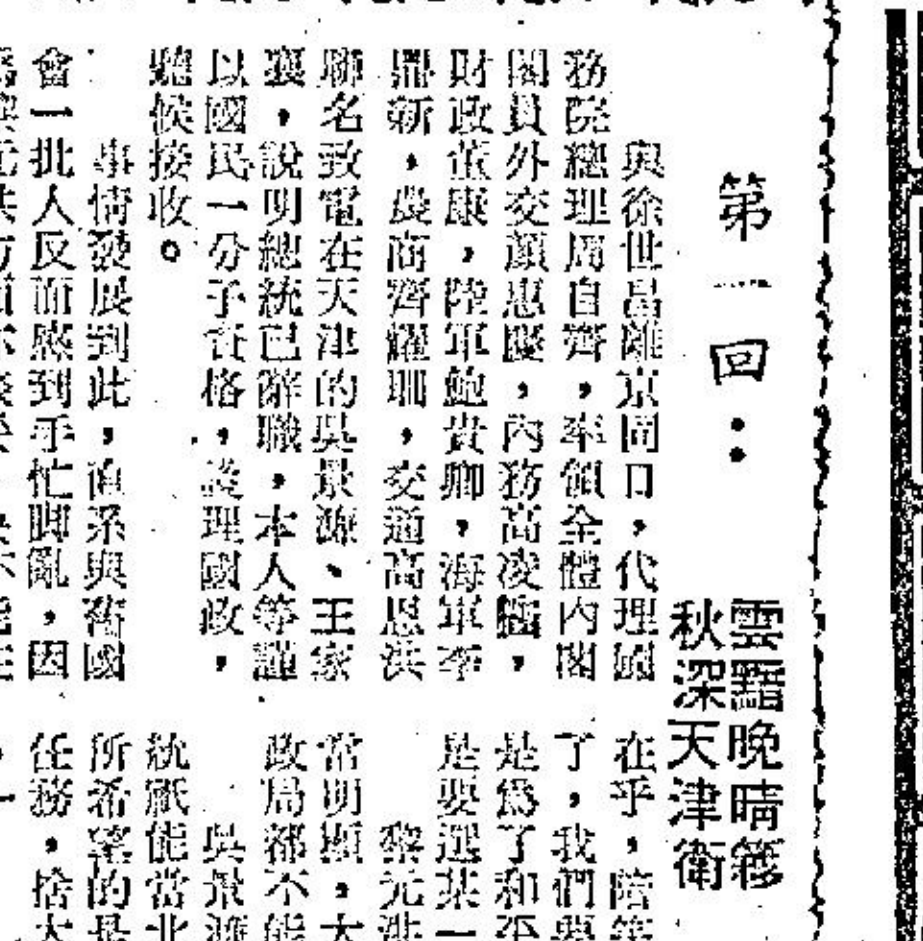 第一回：
雲黯晚晴簃
秋深天津衛
與徐世昌離京同日，代理國
務院總理周自齊，率領全體內閣
閣員外交顏惠慶，內務高凌霨，
財政董康，陸軍鮑貴卿，海軍李
鼎新，農商齊耀珊，交通高恩洪
聯名致電在天津的吳景濂、王家
襄，說明總統已辭職，本人等謹
以國民一分子資格，護理國政，
聽候接收。
事情發展到此，直系與舊國
會一批人反而感到手忙腳亂，因
在乎，
了，我們要
是為了和平
是要選某一
黎元洪
當明顯，大
政局都不能
吳景濂
統祇能當北
所希望的是
任務，捨大